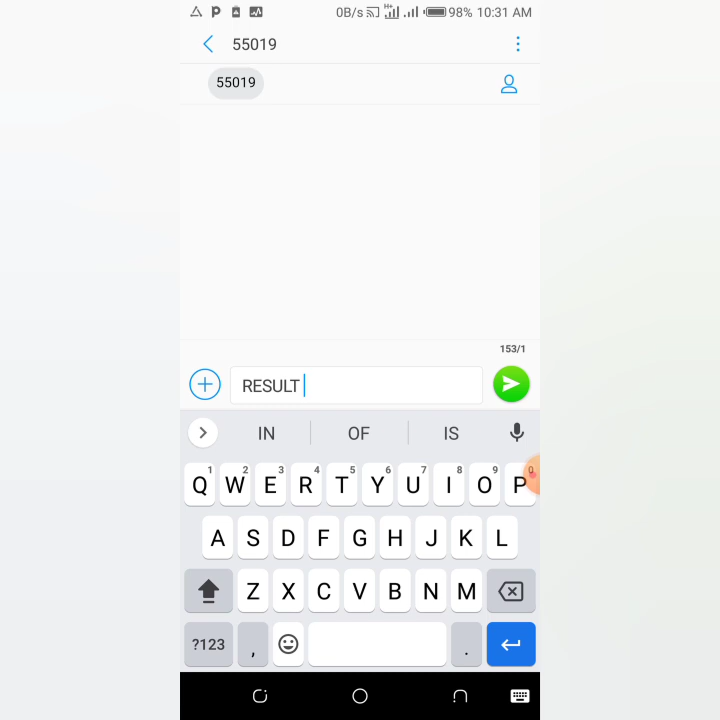 0B/s H+ 98% 10:31 AM
55019
55019
153/1
RESULT
IN OF IS
1 2 3 4 5 6 7 8 9 0
Q W E R T Y U I O P
A S D F G H J K L
Z X C V B N M
?123 , .